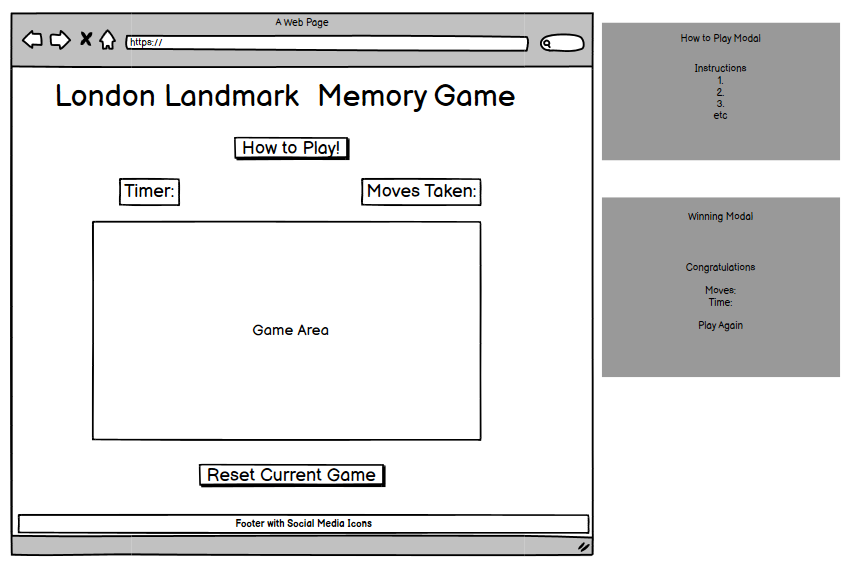 A Web Page
https://
London Landmark Memory Game
How to Play!
Timer:
Moves Taken:
Game Area
Reset Current Game
Footer with Social Media Icons
How to Play Modal
Instructions
1.
2.
3.
etc
Winning Modal
Congratulations
Moves:
Time:
Play Again